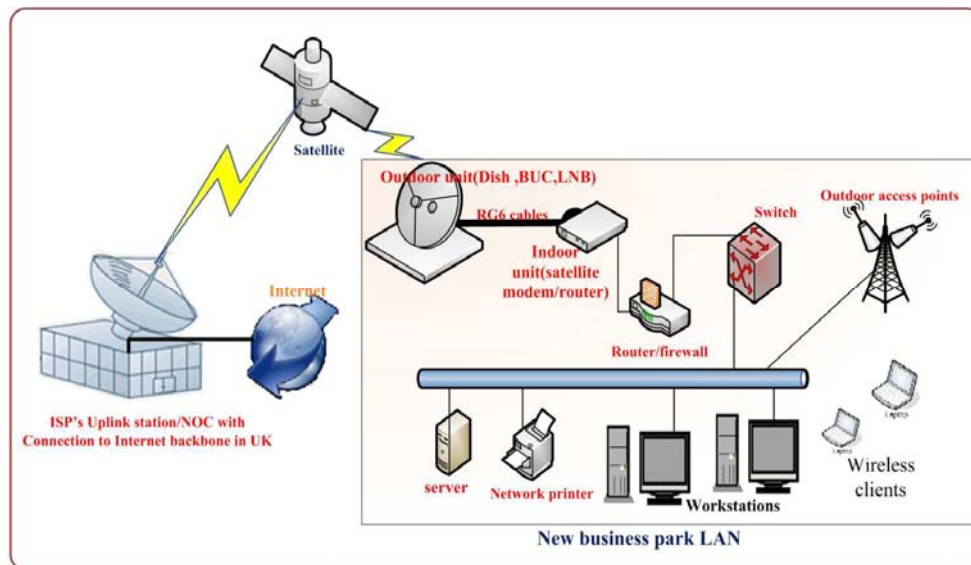 Satellite
Outdoor unit(Dish ,BUC,LNB)
RG6 cables
Indoor
unit(satellite
modem/router)
Switch
Outdoor access points
Internet
Router/firewall
ISP's Uplink station/NOC with
Connection to Internet backbone in UK
server
Network printer
Workstations
Laptop
Laptop
Wireless
clients
New business park LAN